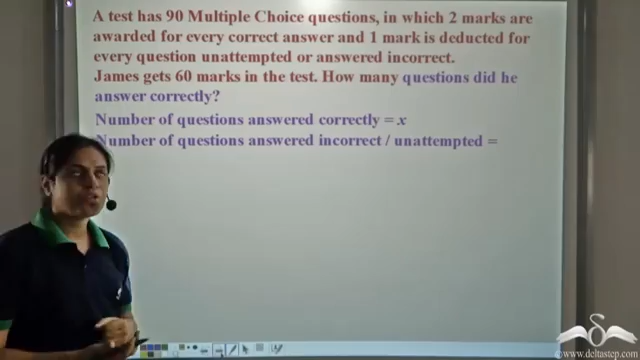 A test has 90 Multiple Choice questions, in which 2 marks are
awarded for every correct answer and 1 mark is deducted for
every question unattempted or answered incorrect.
James gets 60 marks in the test. How many questions did he
answer correctly?
Number of questions answered correctly = x
Number of questions answered incorrect / unattempted =
© www.deltastep.com